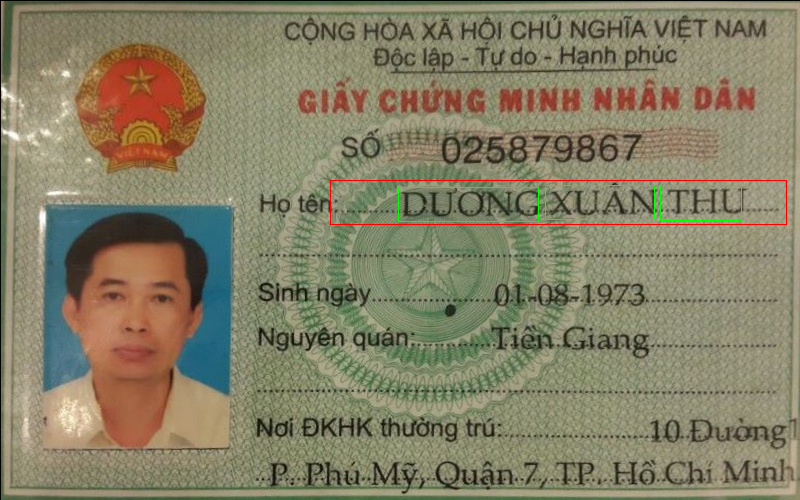 CỘNG HÒA XÃ HỘI CHỦ NGHĨA VIỆT NAM
Độc lập - Tự do - Hạnh phúc
GIẤY CHỨNG MINH NHÂN DÂN
VIỆT NAM
SỐ 025879867
Họ tên: DƯƠNG XUÂN THU
Sinh ngày 01-08-1973
Nguyên quán: Tiền Giang
Nơi ĐKHK thường trú: 10 Đường1
P. Phú Mỹ, Quận 7, TP. Hồ Chí Minh